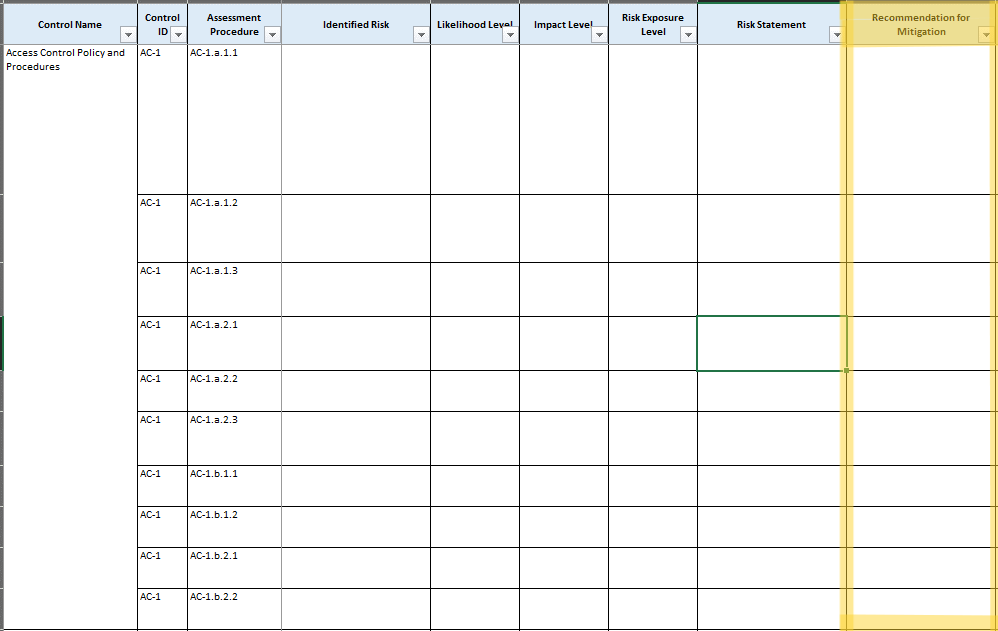 Control Name
Control
ID
Assessment
Procedure
Identified Risk
Likelihood Level
Impact Level
Risk Exposure
Level
Risk Statement
Recommendation for
Mitigation
Access Control Policy and
Procedures
AC-1 AC-1.a.1.1
AC-1 AC-1.a.1.2
AC-1 AC-1.a.1.3
AC-1 AC-1.a.2.1
AC-1 AC-1.a.2.2
AC-1 AC-1.a.2.3
AC-1 AC-1.b.1.1
AC-1 AC-1.b.1.2
AC-1 AC-1.b.2.1
AC-1 AC-1.b.2.2